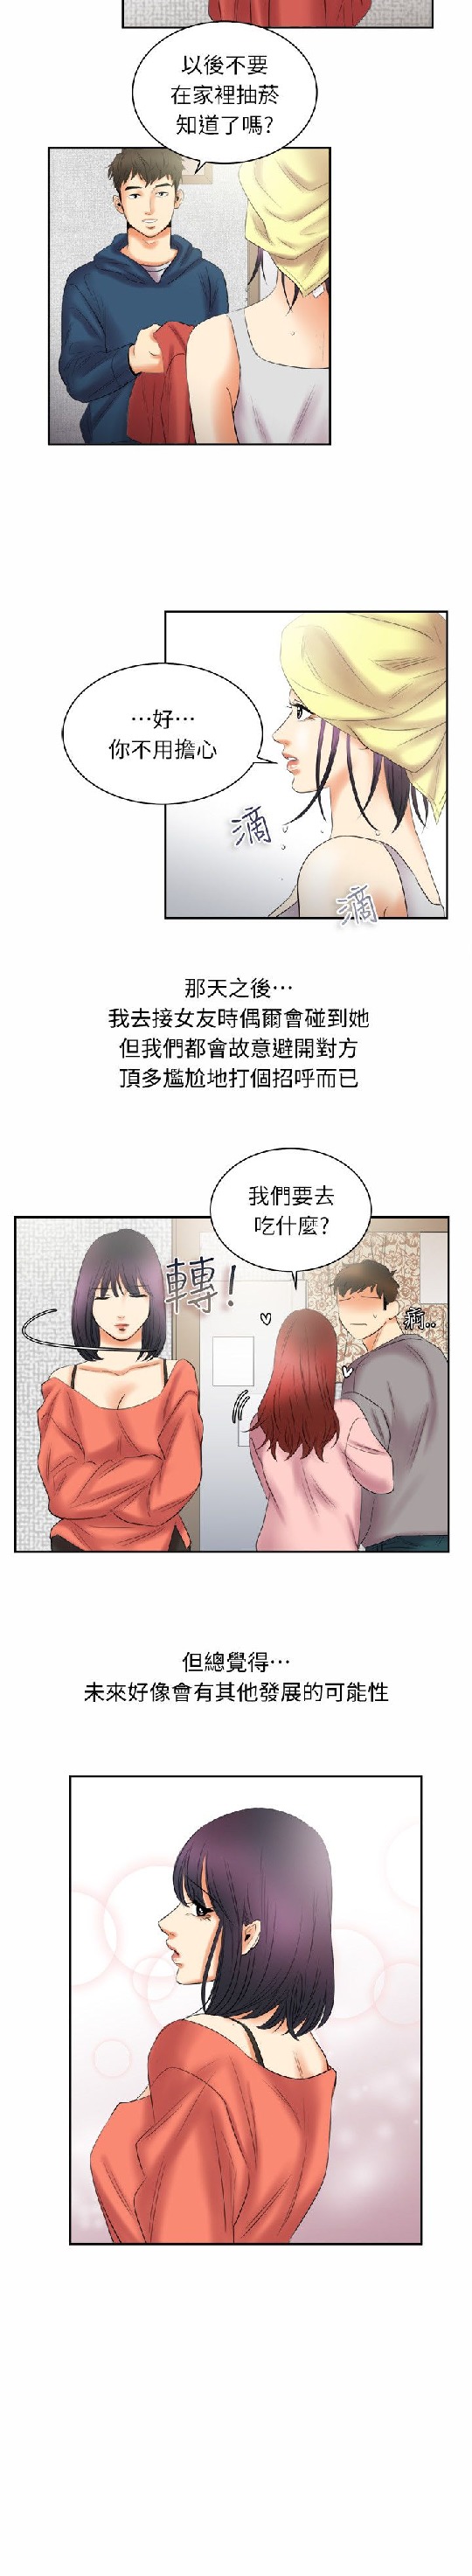 以後不要
在家裡抽菸
知道了嗎?
…好…
你不用擔心
滴
滴
那天之後…
我去接女友時偶爾會碰到她
但我們都會故意避開對方
頂多尷尬地打個招呼而已
我們要去
吃什麼?
轉!
但總覺得…
未來好像會有其他發展的可能性